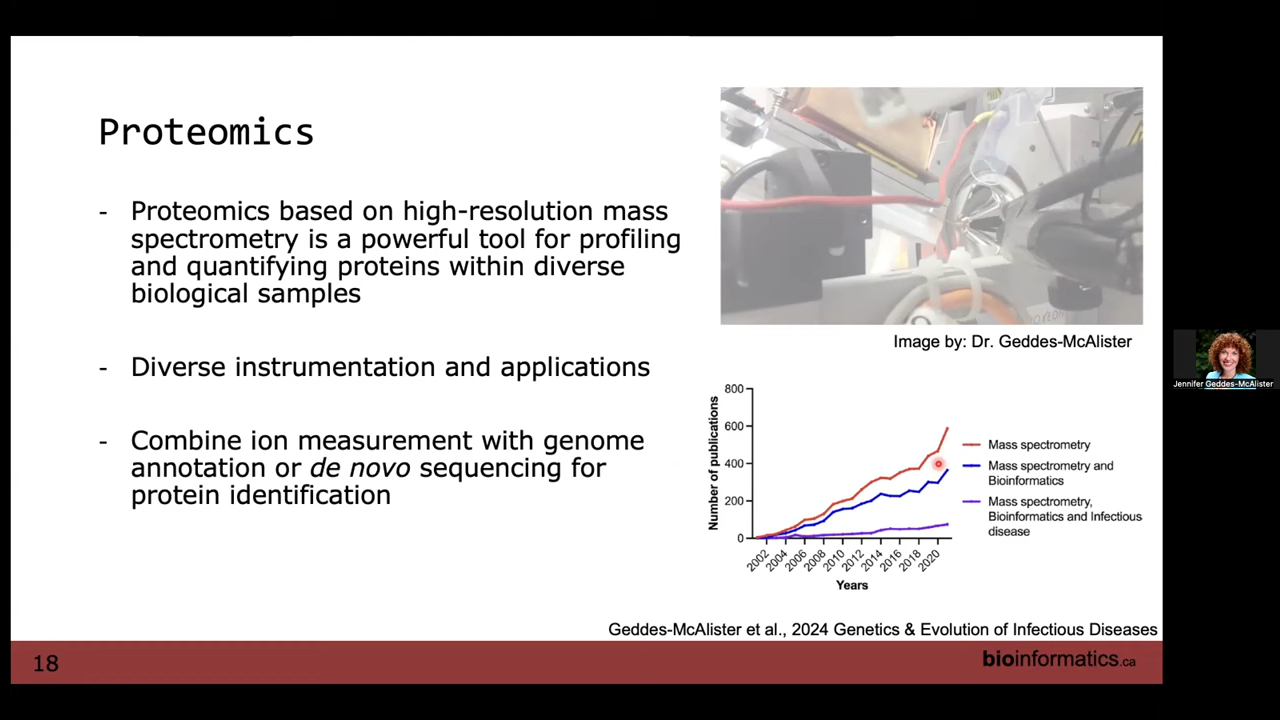 Proteomics
- Proteomics based on high-resolution mass
spectrometry is a powerful tool for profiling
and quantifying proteins within diverse
biological samples
- Diverse instrumentation and applications
- Combine ion measurement with genome
annotation or de novo sequencing for
protein identification
Image by: Dr. Geddes-McAlister
Number of publications
800
600
400
200
0
2002
2004
2006
2008
2010
2012
2014
2016
2018
2020
Years
Mass spectrometry
Mass spectrometry and
Bioinformatics
Mass spectrometry,
Bioinformatics and Infectious
disease
Geddes-McAlister et al., 2024 Genetics & Evolution of Infectious Diseases
18
bioinformatics.ca
Jennifer Geddes-McAlister